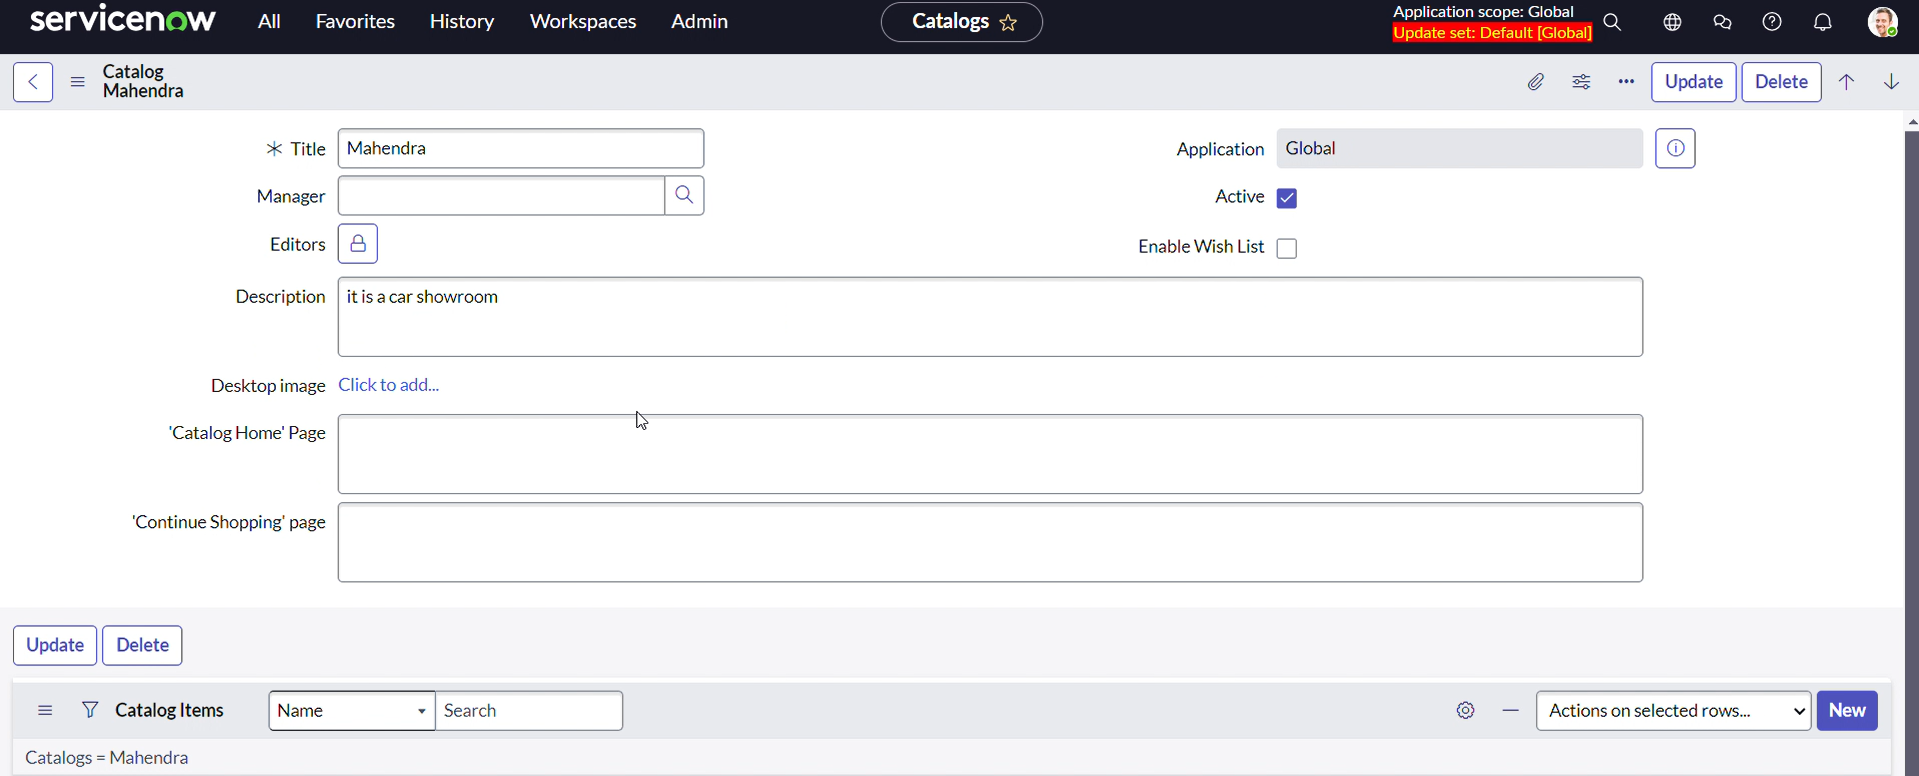 servicenow All Favorites History Workspaces Admin Catalogs Application scope: Global
Update set: Default [Global]
Catalog
Mahendra
Update Delete
Title Mahendra Application Global
Manager Active
Editors Enable Wish List
Description it is a car showroom
Desktop image Click to add...
'Catalog Home' Page
'Continue Shopping' page
Update Delete
Catalog Items Name Search Actions on selected rows... New
Catalogs = Mahendra